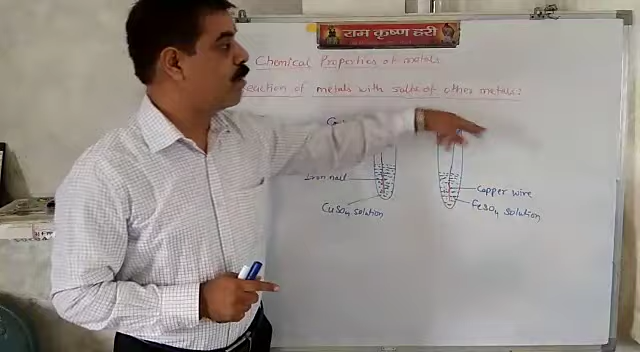 राम कृष्ण हरी
Chemical Properties of metals
eaction of metals with salts of other metals:
Iron nail
CuSO4 solution
Copper wire
FeSO4 solution